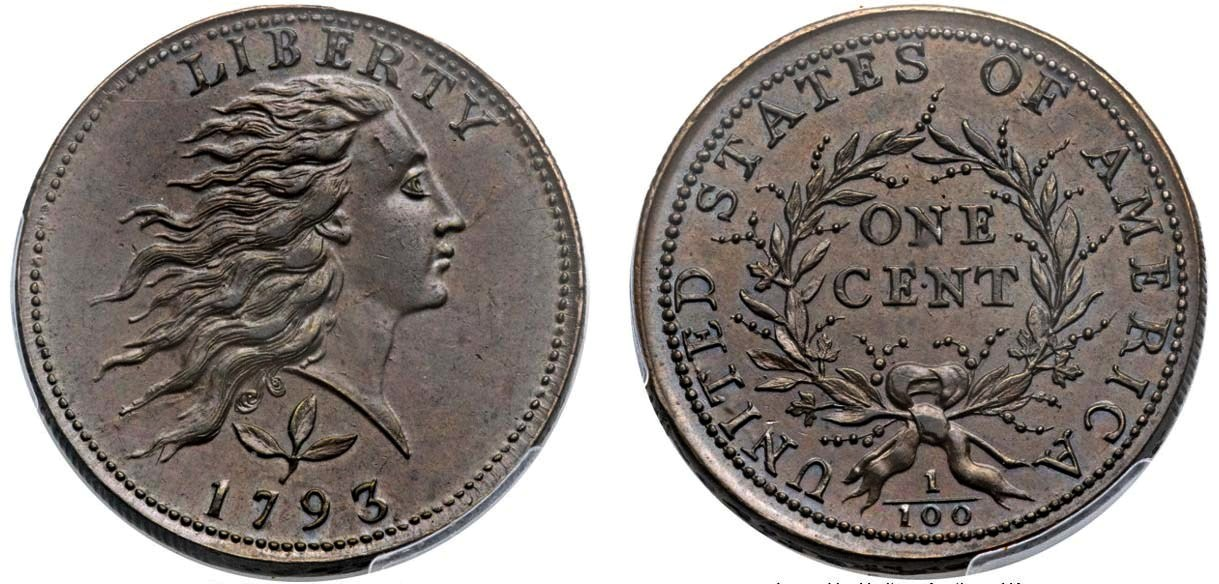 LIBERTY
1793
UNITED STATES OF AMERICA
ONE
CENT
1
100